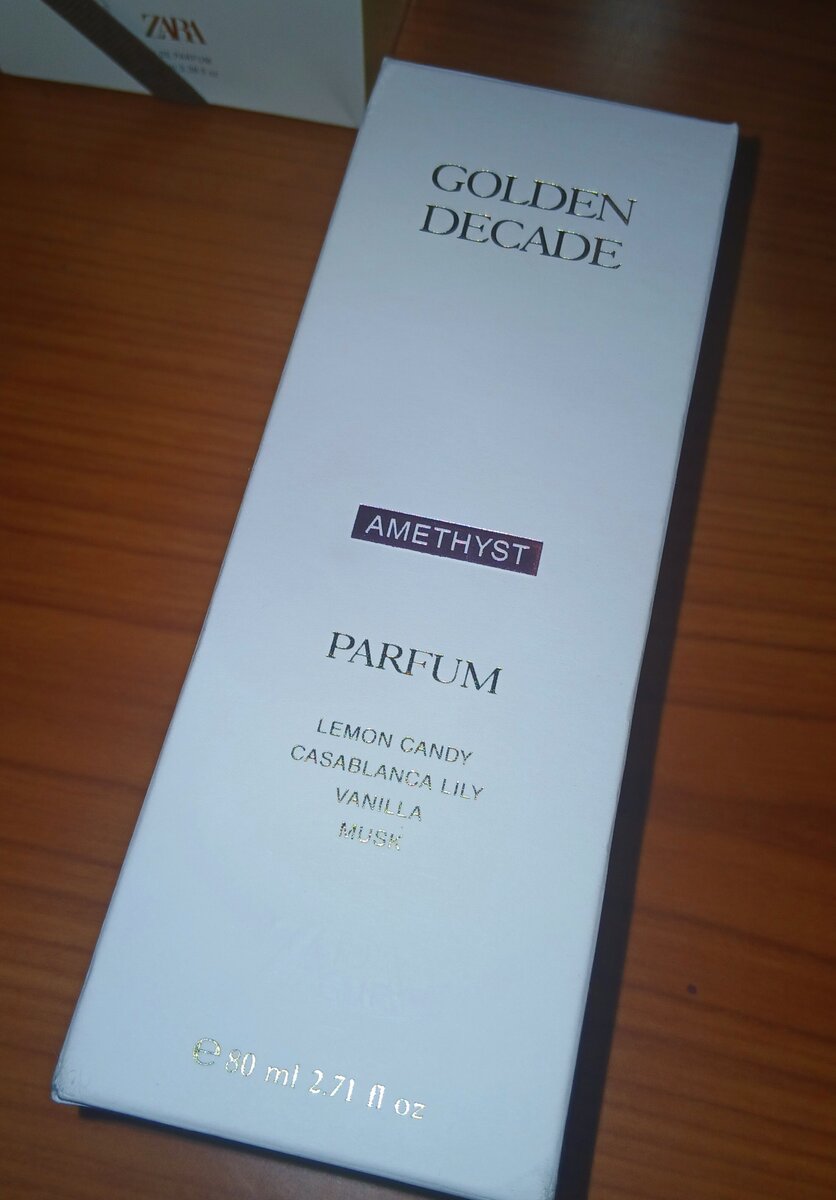 ZARA
GOLDEN
DECADE
AMETHYST
PARFUM
LEMON CANDY
CASABLANCA LILY
VANILLA
MUSK
℮ 80 ml 2.71 fl oz